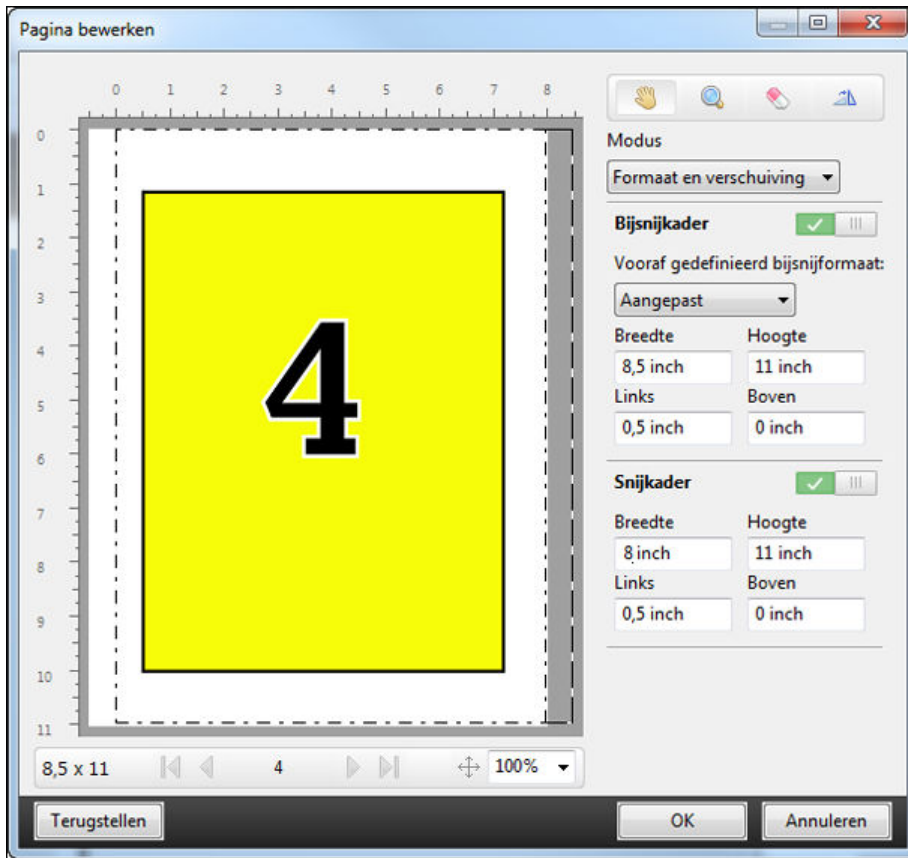 Pagina bewerken
0 1 2 3 4 5 6 7 8
0
1
2
3
4
5
6
7
8
9
10
11
4
8,5 x 11
4
100%
Modus
Formaat en verschuiving
Bijsnijkader
Vooraf gedefinieerd bijsnijformaat:
Aangepast
Breedte Hoogte
8,5 inch 11 inch
Links Boven
0,5 inch 0 inch
Snijkader
Breedte Hoogte
8 inch 11 inch
Links Boven
0,5 inch 0 inch
Terugstellen OK Annuleren